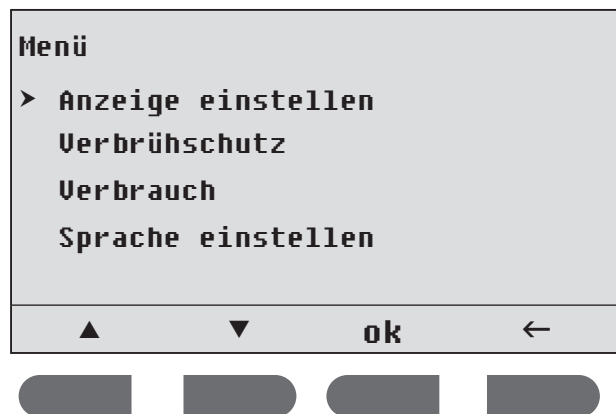 Menü
➤ Anzeige einstellen
Verbrühschutz
Verbrauch
Sprache einstellen
▲ ▼ ok ←